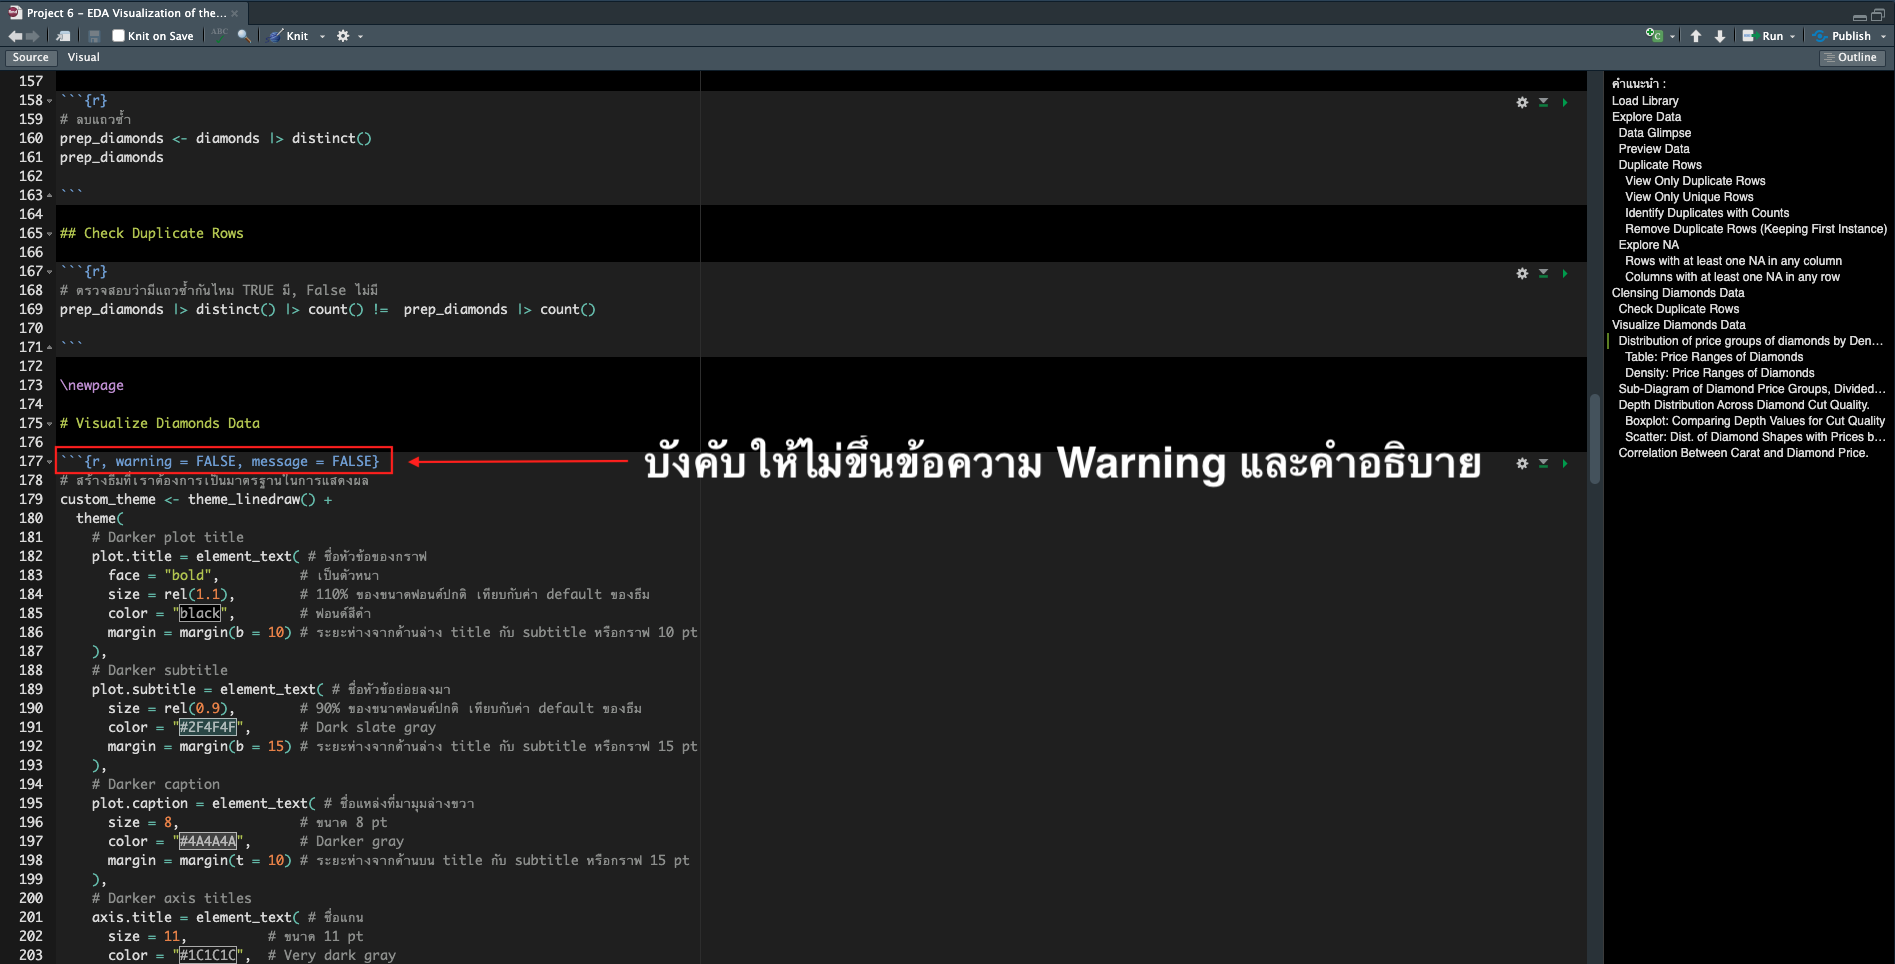 Project 6 – EDA Visualization of the...
Knit on Save
ABC
Knit
Run
Publish
Source
Visual
Outline
157
158 ```{r}
159 # ลบแถวซ้ำ
160 prep_diamonds <- diamonds |> distinct()
161 prep_diamonds
162
163 ```
164
165 ## Check Duplicate Rows
166
167 ```{r}
168 # ตรวจสอบว่ามีแถวซ้ำกันไหม TRUE มี, False ไม่มี
169 prep_diamonds |> distinct() |> count() !=  prep_diamonds |> count()
170
171 ```
172
173 \newpage
174
175 # Visualize Diamonds Data
176
177 ```{r, warning = FALSE, message = FALSE}
บังคับให้ไม่ขึ้นข้อความ Warning และคำอธิบาย
178 # สร้างธีมที่เราต้องการเป็นมาตรฐานในการแสดงผล
179 custom_theme <- theme_linedraw() +
180 theme(
181 # Darker plot title
182 plot.title = element_text( # ชื่อหัวข้อของกราฟ
183 face = "bold", # เป็นตัวหนา
184 size = rel(1.1), # 110% ของขนาดฟอนต์ปกติ เทียบกับค่า default ของธีม
185 color = "black", # ฟอนต์สีดำ
186 margin = margin(b = 10) # ระยะห่างจากด้านล่าง title กับ subtitle หรือกราฟ 10 pt
187 ),
188 # Darker subtitle
189 plot.subtitle = element_text( # ชื่อหัวข้อย่อยลงมา
190 size = rel(0.9), # 90% ของขนาดฟอนต์ปกติ เทียบกับค่า default ของธีม
191 color = "#2F4F4F", # Dark slate gray
192 margin = margin(b = 15) # ระยะห่างจากด้านล่าง title กับ subtitle หรือกราฟ 15 pt
193 ),
194 # Darker caption
195 plot.caption = element_text( # ชื่อแหล่งที่มามุมล่างขวา
196 size = 8, # ขนาด 8 pt
197 color = "#4A4A4A", # Darker gray
198 margin = margin(t = 10) # ระยะห่างจากด้านบน title กับ subtitle หรือกราฟ 15 pt
199 ),
200 # Darker axis titles
201 axis.title = element_text( # ชื่อแกน
202 size = 11, # ขนาด 11 pt
203 color = "#1C1C1C", # Very dark gray
คำแนะนำ :
Load Library
Explore Data
Data Glimpse
Preview Data
Duplicate Rows
View Only Duplicate Rows
View Only Unique Rows
Identify Duplicates with Counts
Remove Duplicate Rows (Keeping First Instance)
Explore NA
Rows with at least one NA in any column
Columns with at least one NA in any row
Clensing Diamonds Data
Check Duplicate Rows
Visualize Diamonds Data
Distribution of price groups of diamonds by Den...
Table: Price Ranges of Diamonds
Density: Price Ranges of Diamonds
Sub-Diagram of Diamond Price Groups, Divided...
Depth Distribution Across Diamond Cut Quality.
Boxplot: Comparing Depth Values for Cut Quality
Scatter: Dist. of Diamond Shapes with Prices b...
Correlation Between Carat and Diamond Price.